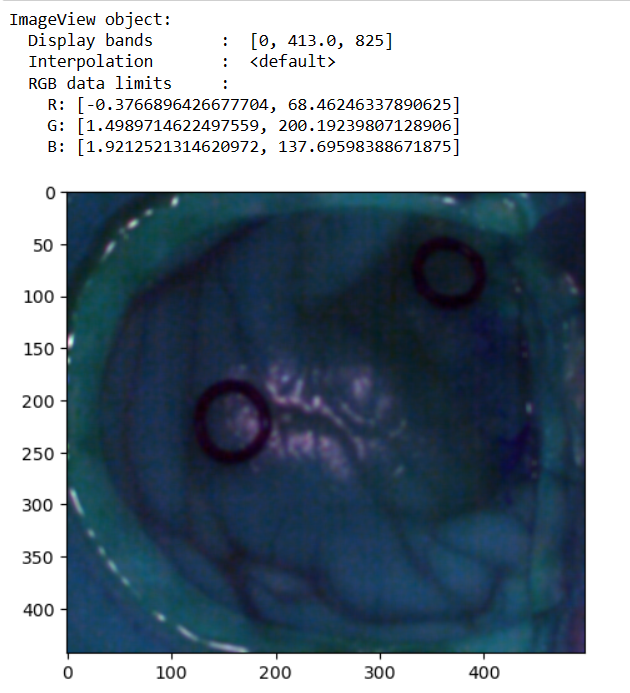 ImageView object:
Display bands : [0, 413.0, 825]
Interpolation : <default>
RGB data limits :
R: [-0.3766896426677704, 68.46246337890625]
G: [1.4989714622497559, 200.19239807128906]
B: [1.9212521314620972, 137.69598388671875]
0
50
100
150
200
250
300
350
400
0 100 200 300 400